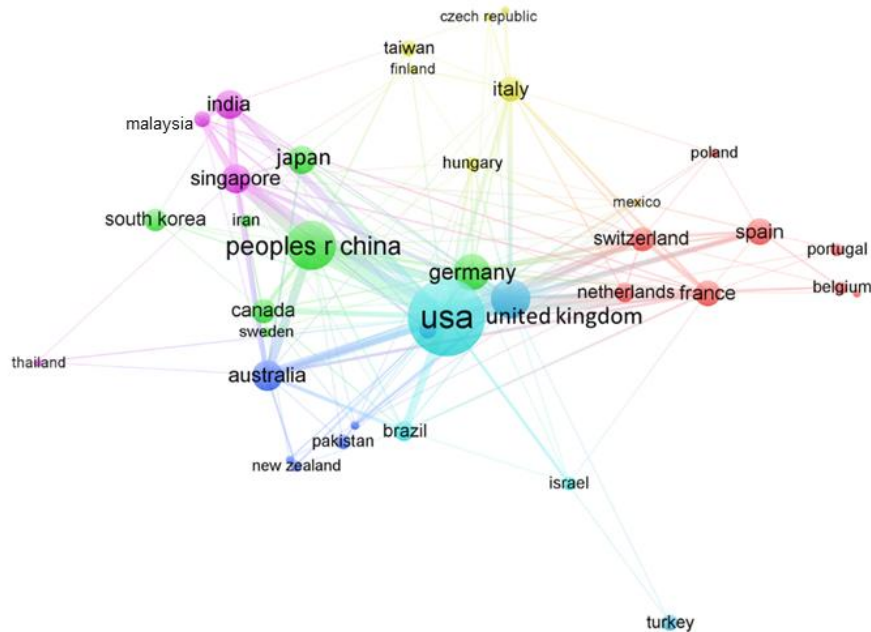 czech republic
taiwan
finland
italy
india
malaysia
japan
hungary
poland
singapore
mexico
south korea
iran
peoples r china
switzerland
spain
portugal
germany
netherlands
france
belgium
canada
usa
united kingdom
sweden
thailand
australia
brazil
pakistan
new zealand
israel
turkey